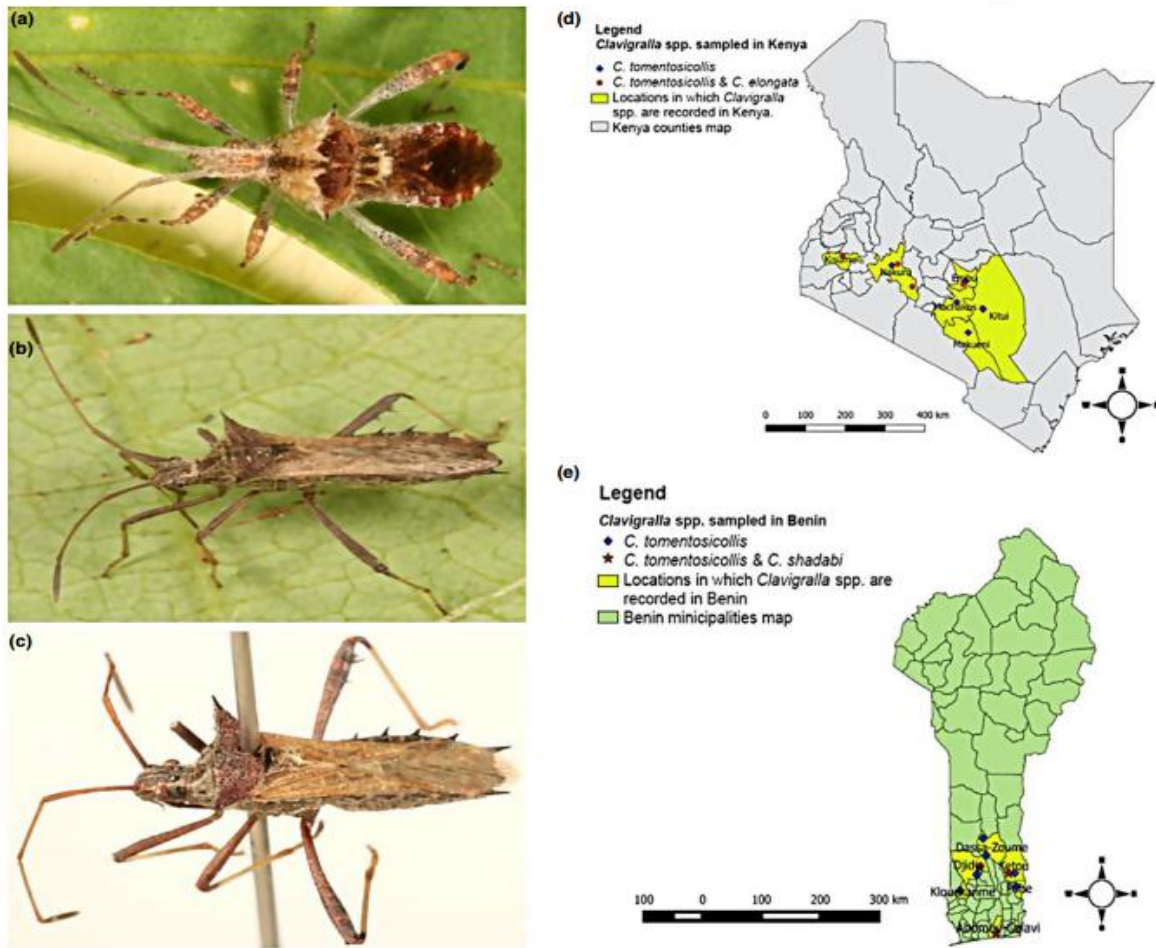 (a)
(b)
(c)
(d)
Legend
Clavigralla spp. sampled in Kenya
C. tomentosicollis
C. tomentosicollis & C. elongata
Locations in which Clavigralla
spp. are recorded in Kenya.
Kenya counties map
Nakuru
Kitui
Makueni
0 100 200 300 400 km
(e)
Legend
Clavigralla spp. sampled in Benin
C. tomentosicollis
C. tomentosicollis & C. shadabi
Locations in which Clavigralla spp. are
recorded in Benin
Benin minicipalities map
Dassa-Zoume
Ketou
100 0 100 200 300 km